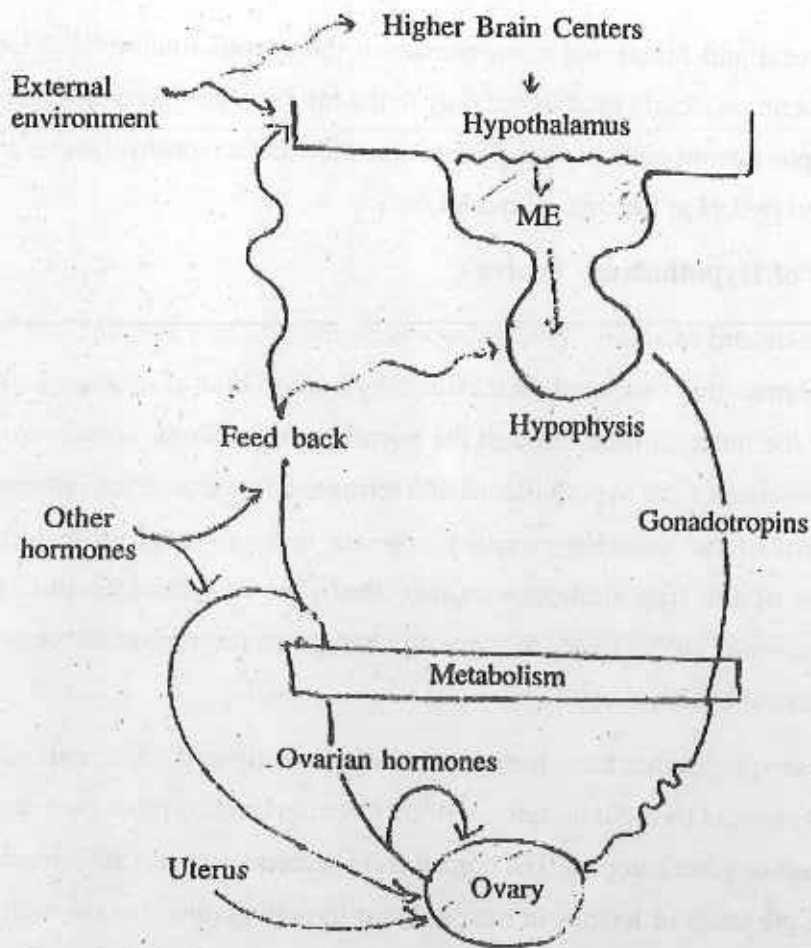 Higher Brain Centers
External
environment
Hypothalamus
ME
Hypophysis
Feed back
Other
hormones
Gonadotropins
Metabolism
Ovarian hormones
Uterus
Ovary